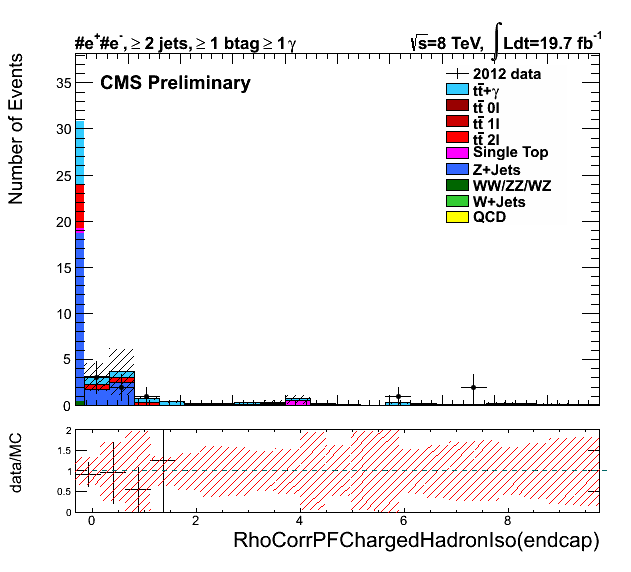 #e⁺#e⁻, ≥ 2 jets, ≥ 1 btag ≥ 1 γ
√s=8 TeV, ∫ Ldt=19.7 fb⁻¹
CMS Preliminary
2012 data
tt̄+γ
tt̄ 0l
tt̄ 1l
tt̄ 2l
Single Top
Z+Jets
WW/ZZ/WZ
W+Jets
QCD
Number of Events
35
30
25
20
15
10
5
0
data/MC
2
1.5
1
0.5
0
0 2 4 6 8
RhoCorrPFChargedHadronIso(endcap)